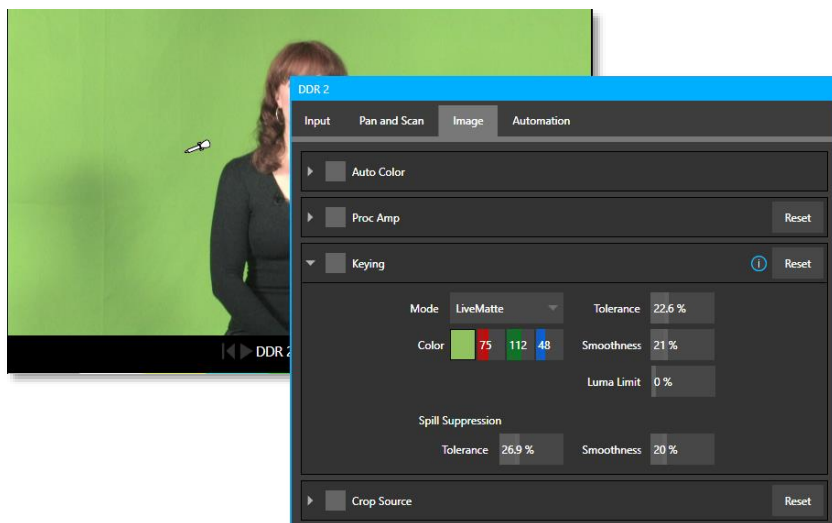 DDR 2
Input Pan and Scan Image Automation
Auto Color
Proc Amp Reset
Keying i Reset
Mode LiveMatte Tolerance 22.6 %
Color 75 112 48 Smoothness 21 %
Luma Limit 0 %
Spill Suppression
Tolerance 26.9 % Smoothness 20 %
Crop Source Reset
DDR 2